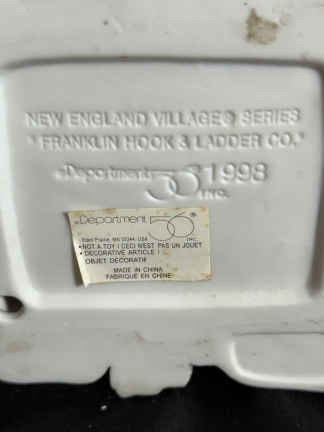 NEW ENGLAND VILLAGE® SERIES
"FRANKLIN HOOK & LADDER CO."
Department 56® 1998
INC.
Department 56®
Eden Prairie, MN 55344, USA INC.
•NOT A TOY / CECI N'EST PAS UN JOUET
•DECORATIVE ARTICLE /
OBJET DECORATIF
MADE IN CHINA
FABRIQUÉ EN CHINE